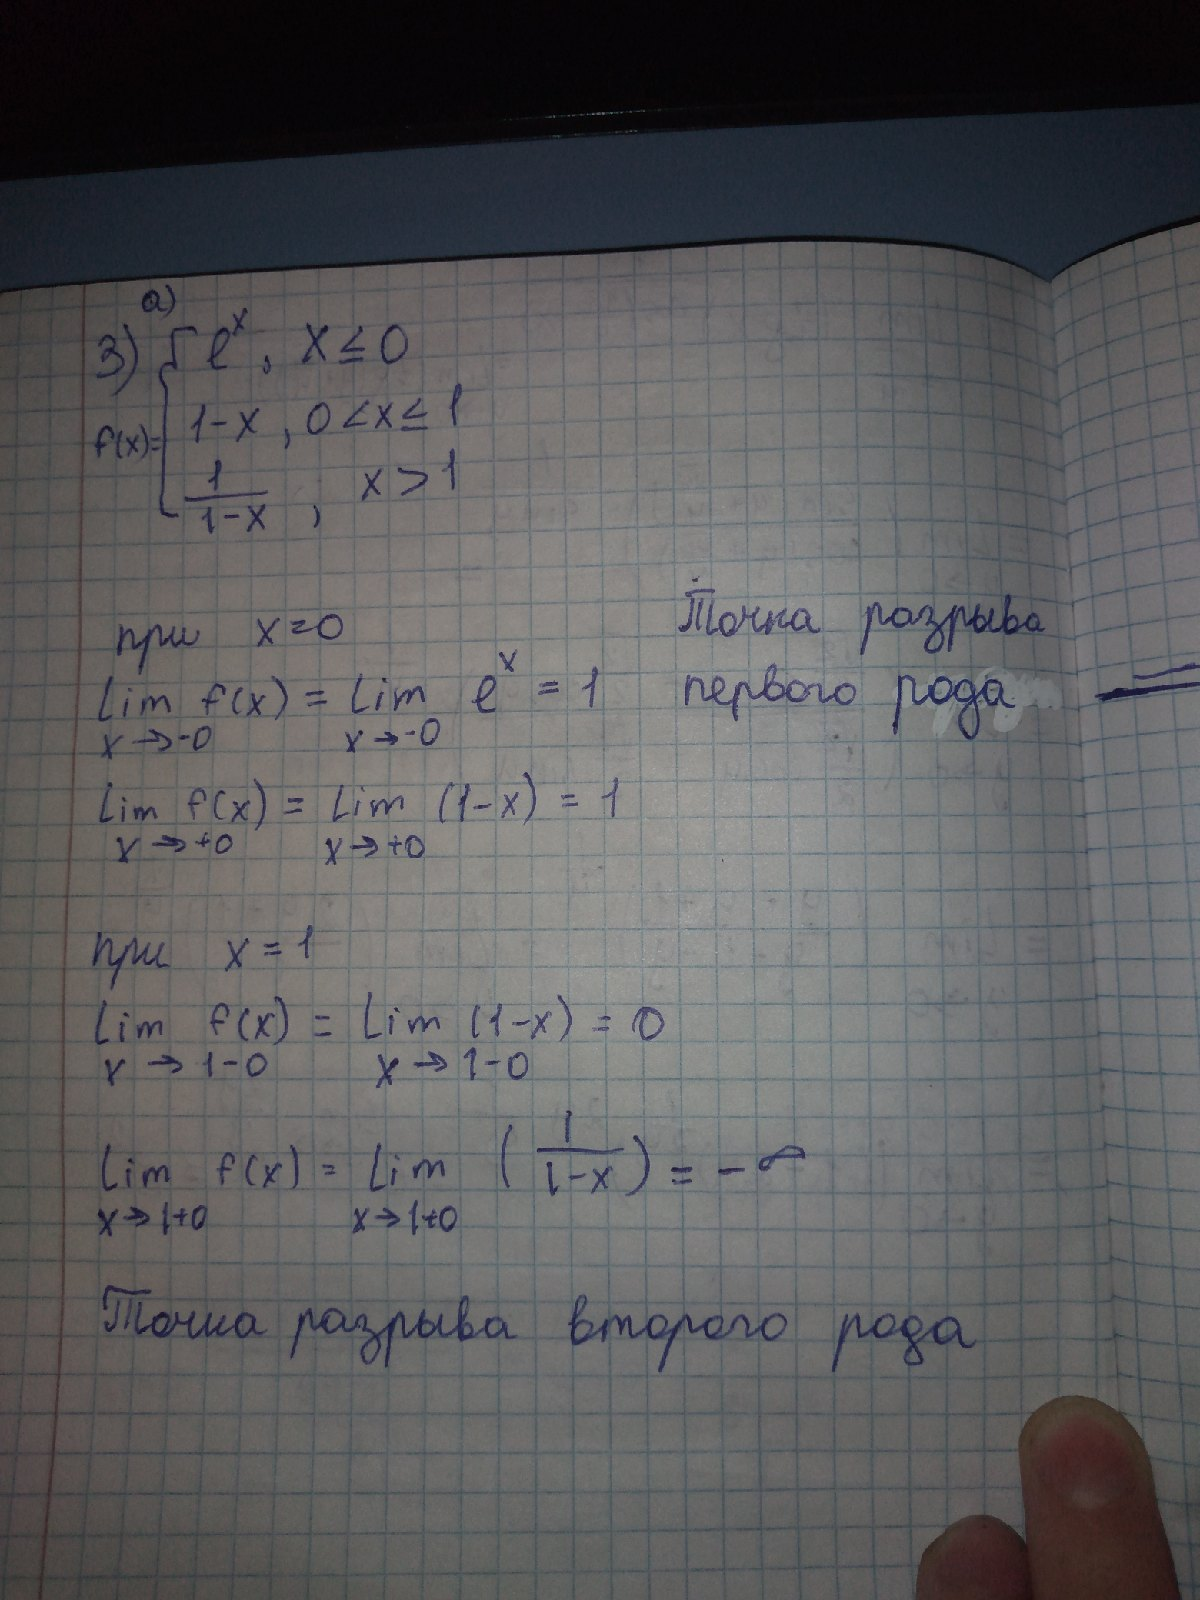 а)
3) { e^x, x ≤ 0
f(x)= 1-x, 0 < x ≤ 1
1/(1-x), x > 1
при x=0
Lim f(x) = Lim e^x = 1
x→-0 x→-0
Точка разрыва
первого рода
Lim f(x) = Lim (1-x) = 1
x→+0 x→+0
при x=1
Lim f(x) = Lim (1-x) = 0
x→1-0 x→1-0
Lim f(x) = Lim (1/(1-x)) = -∞
x→1+0 x→1+0
Точка разрыва второго рода